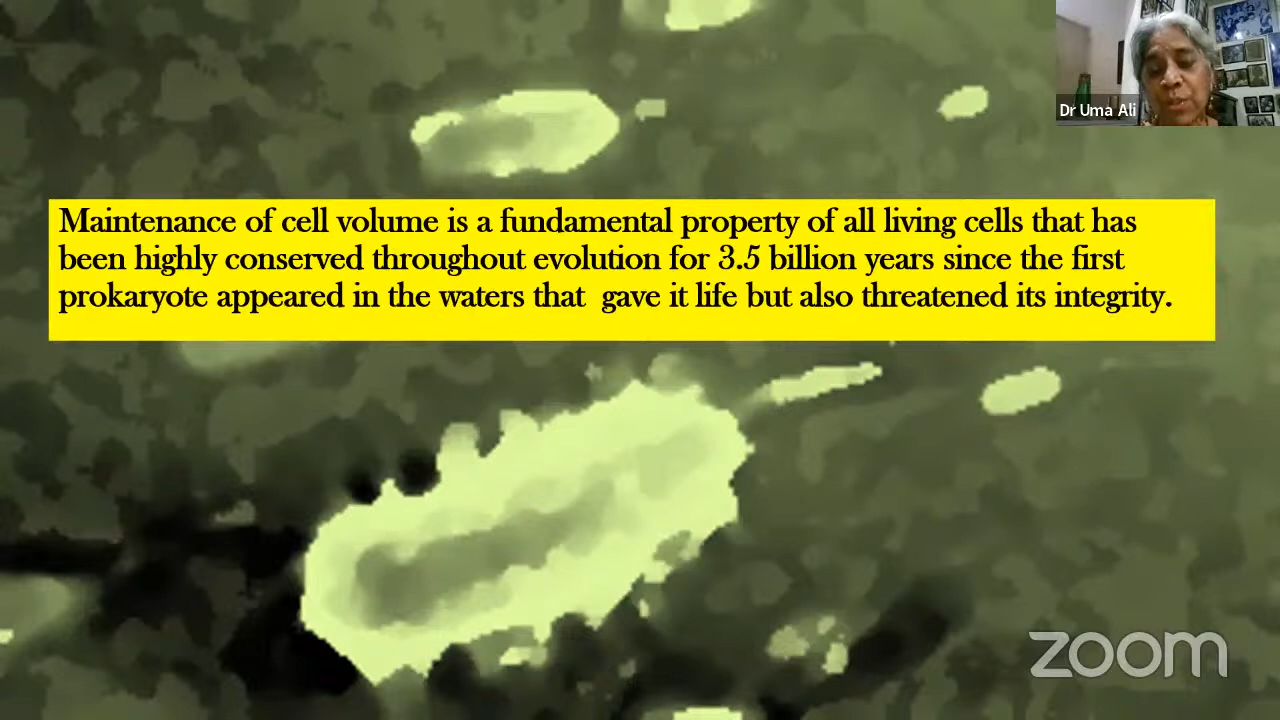 Dr Uma Ali
Maintenance of cell volume is a fundamental property of all living cells that has
been highly conserved throughout evolution for 3.5 billion years since the first
prokaryote appeared in the waters that gave it life but also threatened its integrity.
zoom